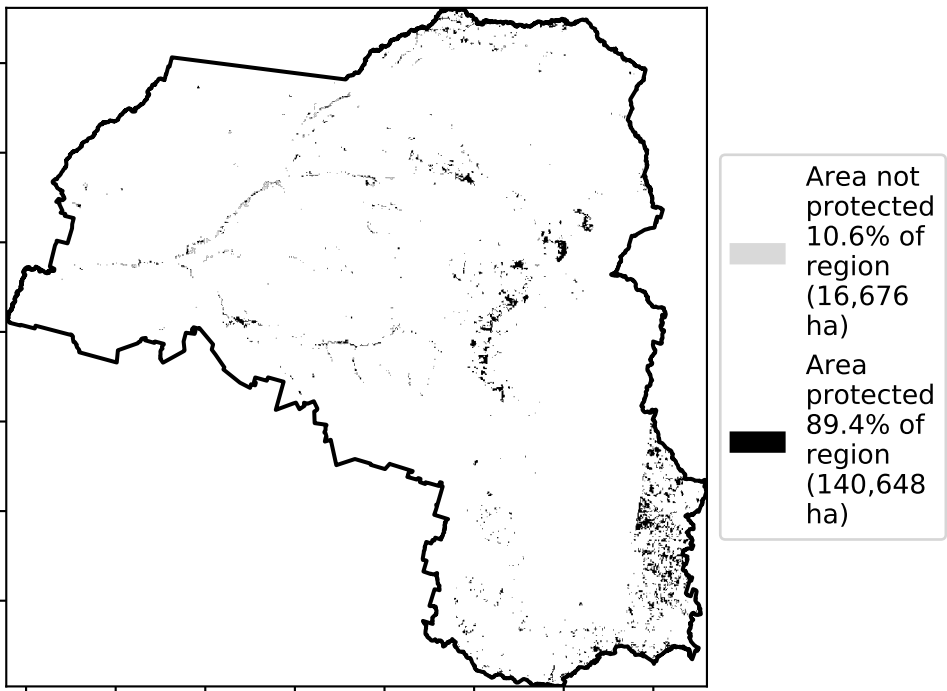 Area not
protected
10.6% of
region
(16,676
ha)
Area
protected
89.4% of
region
(140,648
ha)